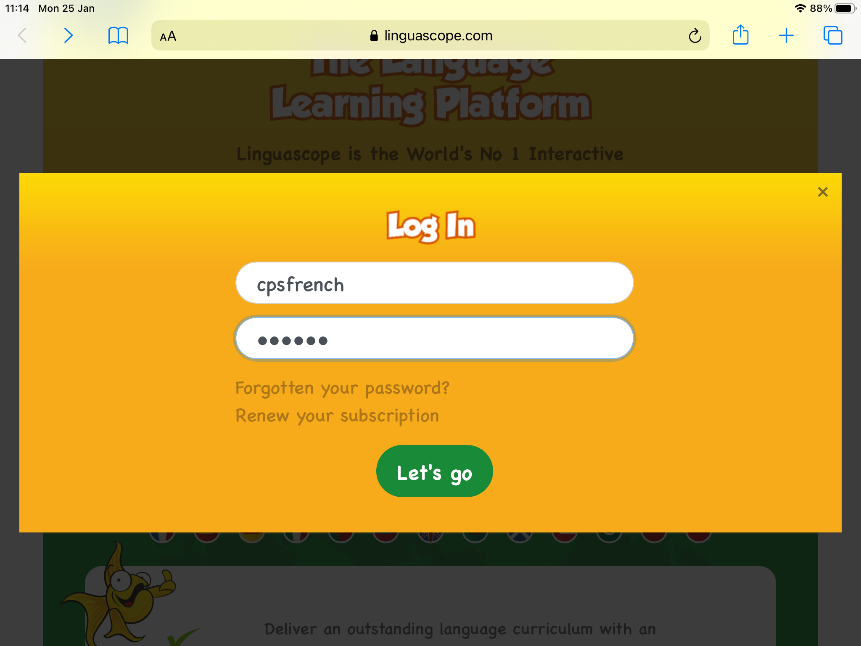 11:14 Mon 25 Jan
88%
AA
linguascope.com
The Language
Learning Platform
Linguascope is the World's No 1 Interactive
×
Log In
cpsfrench
••••••
Forgotten your password?
Renew your subscription
Let's go
Deliver an outstanding language curriculum with an